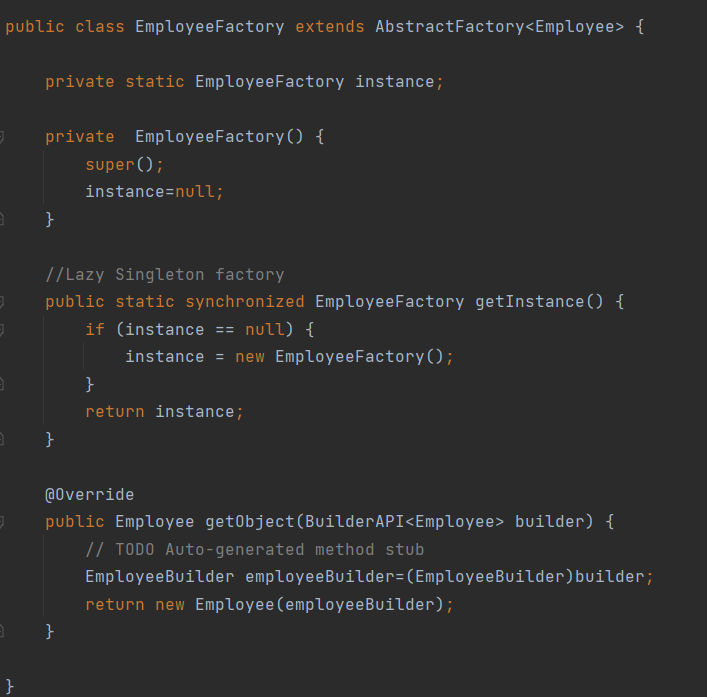 public class EmployeeFactory extends AbstractFactory<Employee> {
private static EmployeeFactory instance;
private  EmployeeFactory() {
super();
instance=null;
}
//Lazy Singleton factory
public static synchronized EmployeeFactory getInstance() {
if (instance == null) {
instance = new EmployeeFactory();
}
return instance;
}
@Override
public Employee getObject(BuilderAPI<Employee> builder) {
// TODO Auto-generated method stub
EmployeeBuilder employeeBuilder=(EmployeeBuilder)builder;
return new Employee(employeeBuilder);
}
}